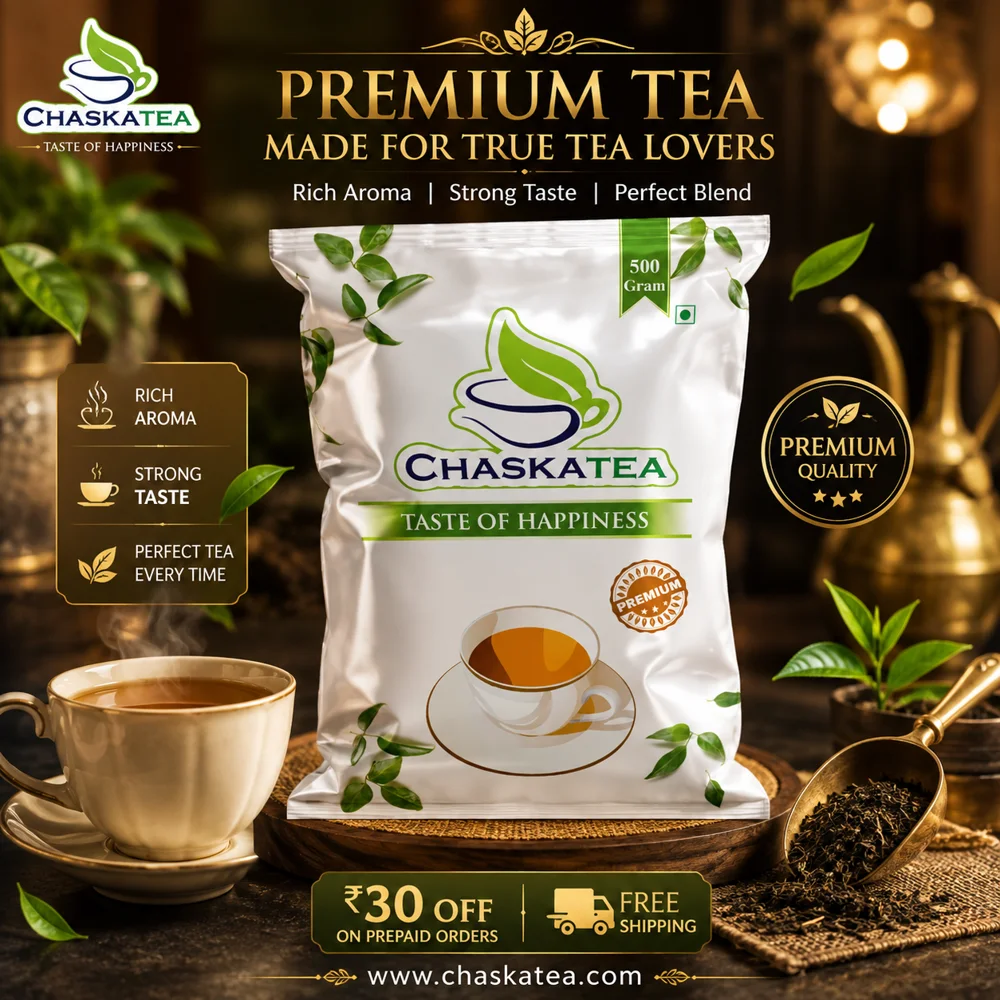 CHASKATEA
TASTE OF HAPPINESS
PREMIUM TEA
MADE FOR TRUE TEA LOVERS
Rich Aroma | Strong Taste | Perfect Blend
500
Gram
CHASKATEA
TASTE OF HAPPINESS
PREMIUM
RICH
AROMA
STRONG
TASTE
PERFECT TEA
EVERY TIME
PREMIUM
QUALITY
₹30 OFF
ON PREPAID ORDERS
FREE
SHIPPING
www.chaskatea.com